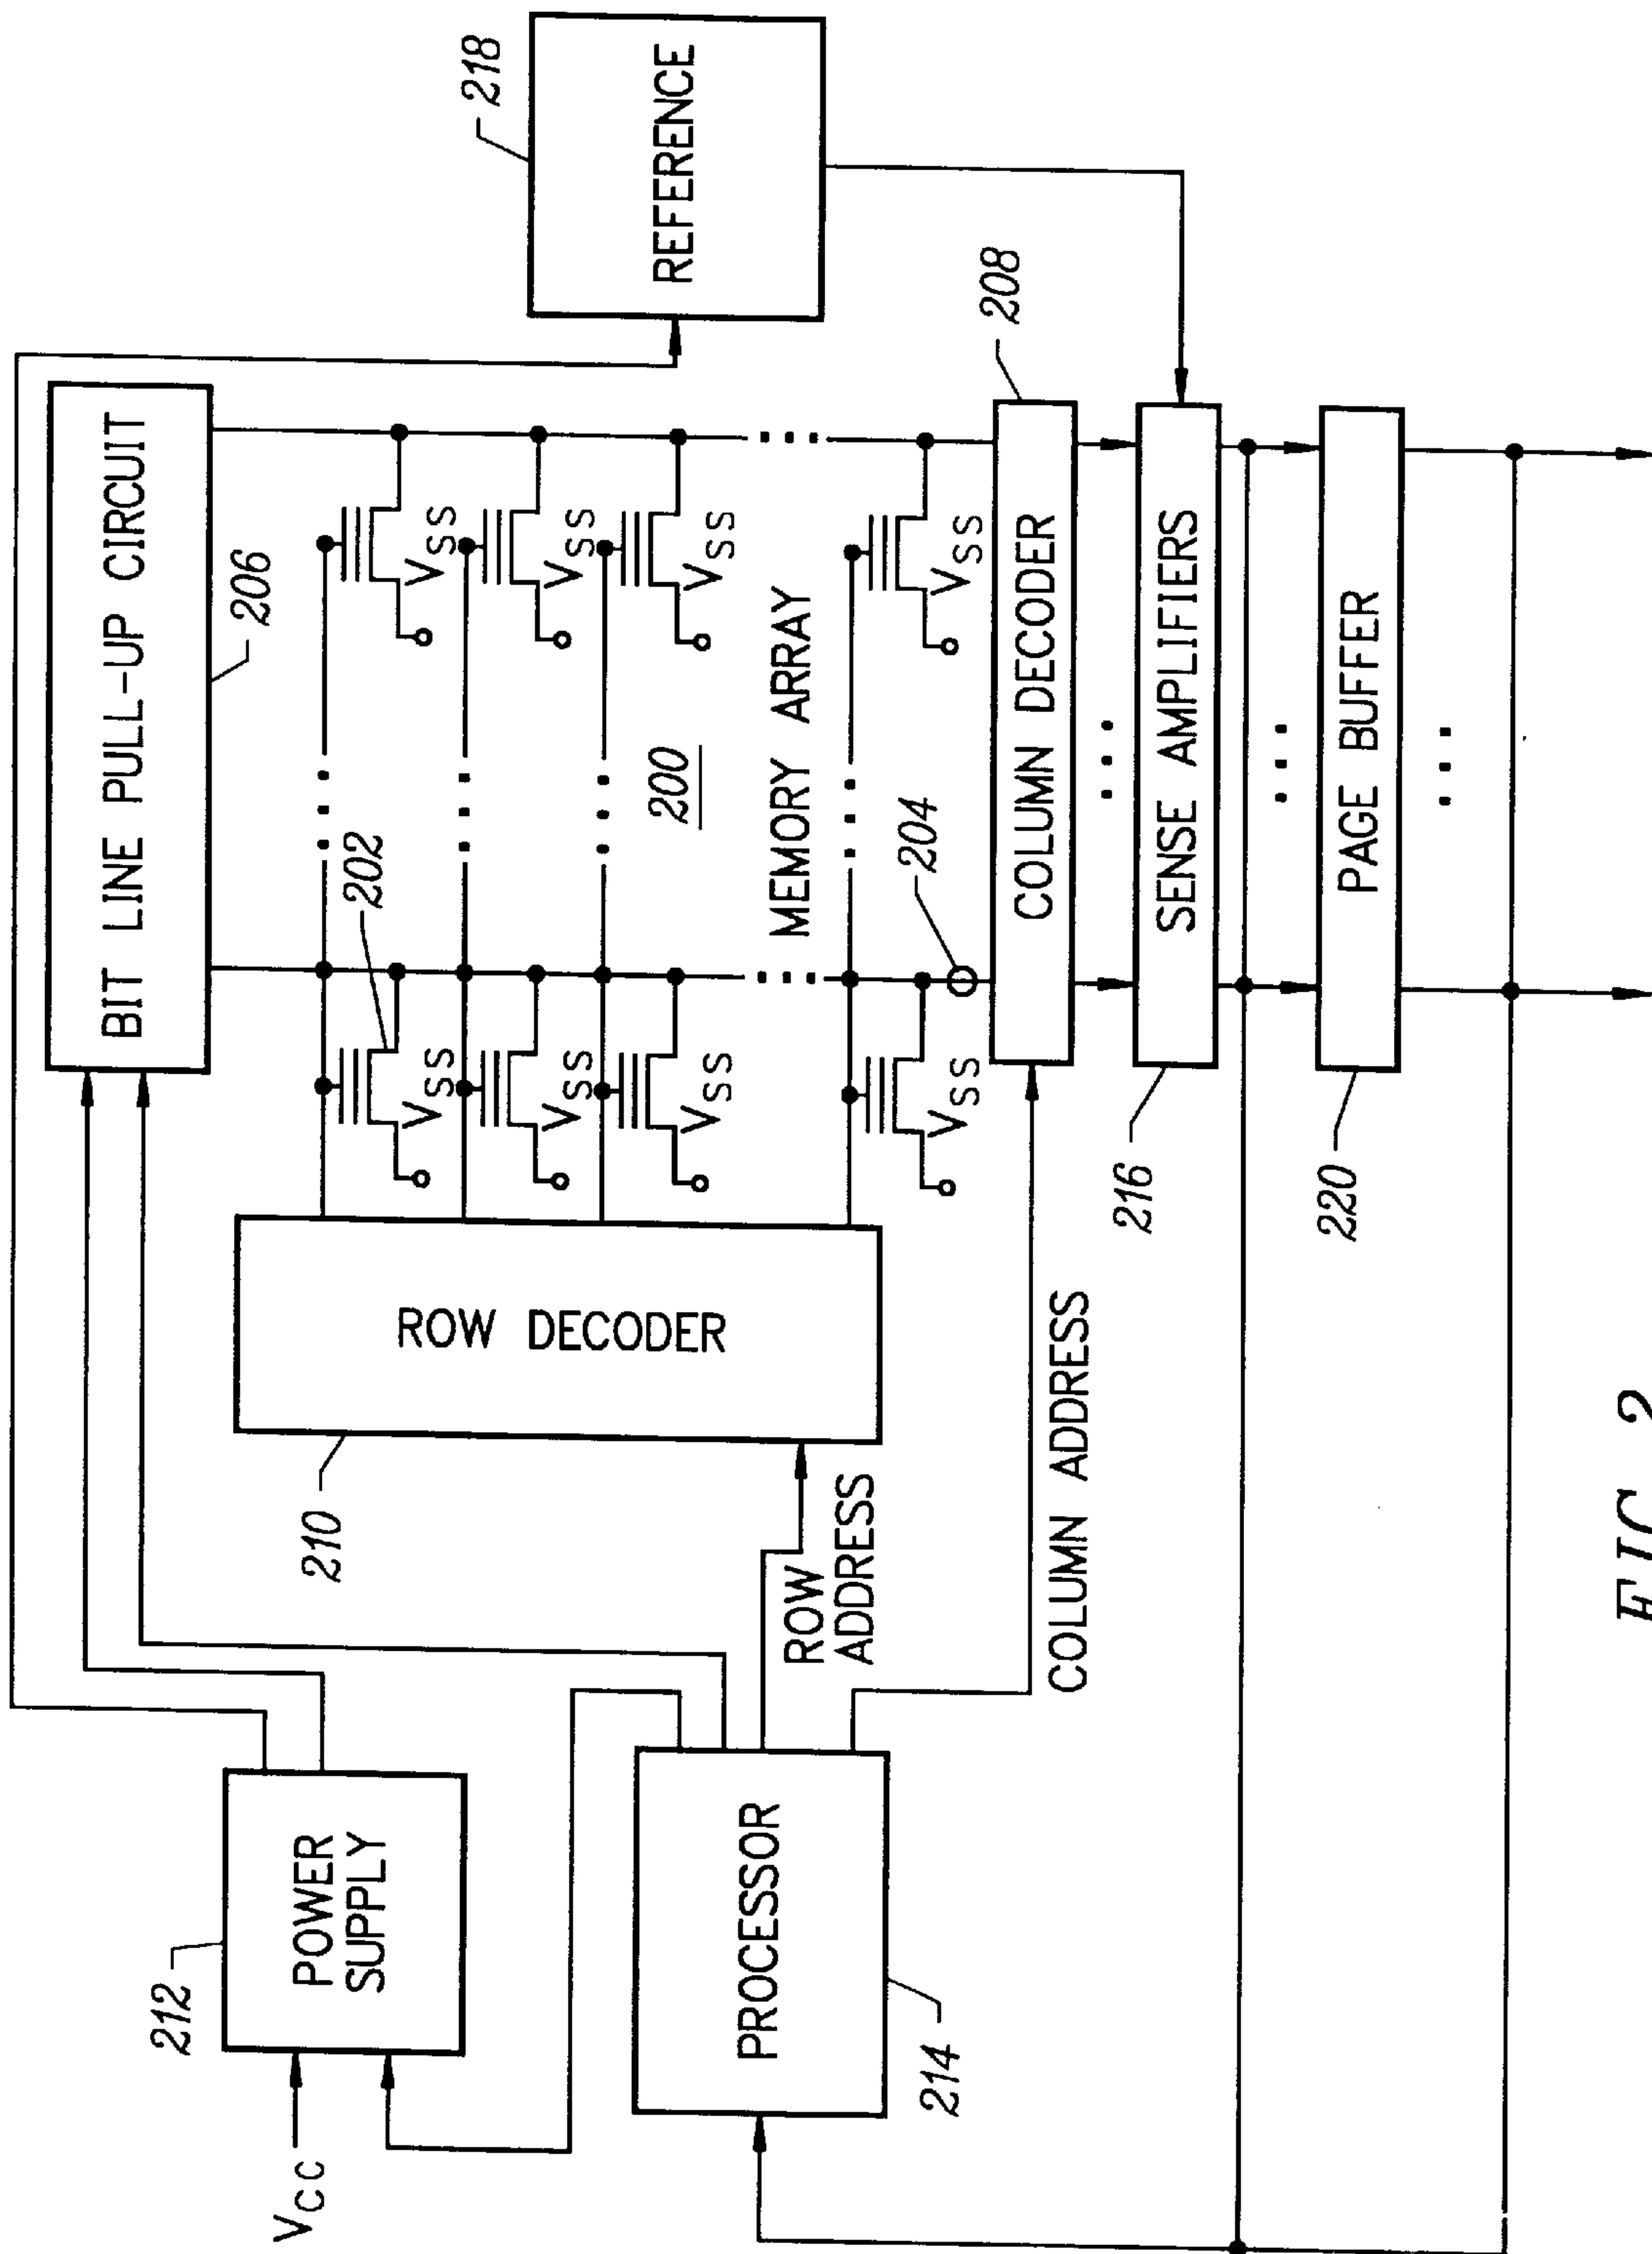 BIT LINE PULL-UP CIRCUIT
206
218
REFERENCE
202
VSS
VSS
VSS
VSS
VSS
VSS
VSS
VSS
200
MEMORY ARRAY
204
208
COLUMN DECODER
SENSE AMPLIFIERS
216
PAGE BUFFER
220
ROW DECODER
210
ROW
ADDRESS
COLUMN ADDRESS
212
POWER
SUPPLY
VCC
PROCESSOR
214
FIG. 2